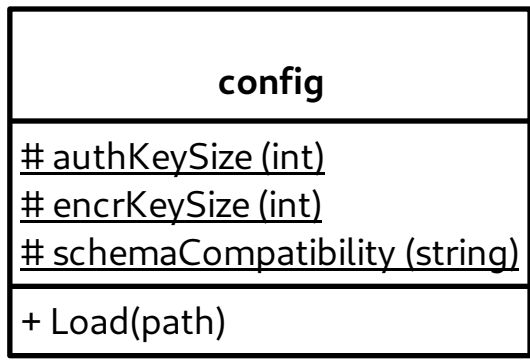 config
# authKeySize (int)
# encrKeySize (int)
# schemaCompatibility (string)
+ Load(path)